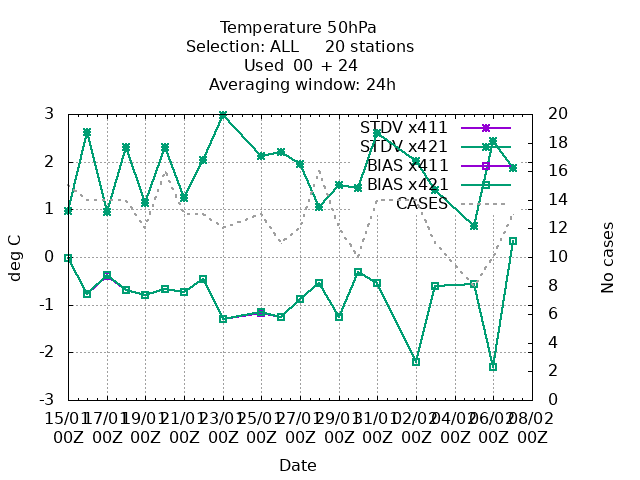 Temperature 50hPa
Selection: ALL 20 stations
Used 00 + 24
Averaging window: 24h
STDV x411
STDV x421
BIAS x411
BIAS x421
CASES
3
2
1
0
-1
-2
-3
deg C
20
18
16
14
12
10
8
6
4
2
0
No cases
15/01 17/01 19/01 21/01 23/01 25/01 27/01 29/01 31/01 02/02 04/02 06/02 08/02
00Z 00Z 00Z 00Z 00Z 00Z 00Z 00Z 00Z 00Z 00Z 00Z 00Z
Date